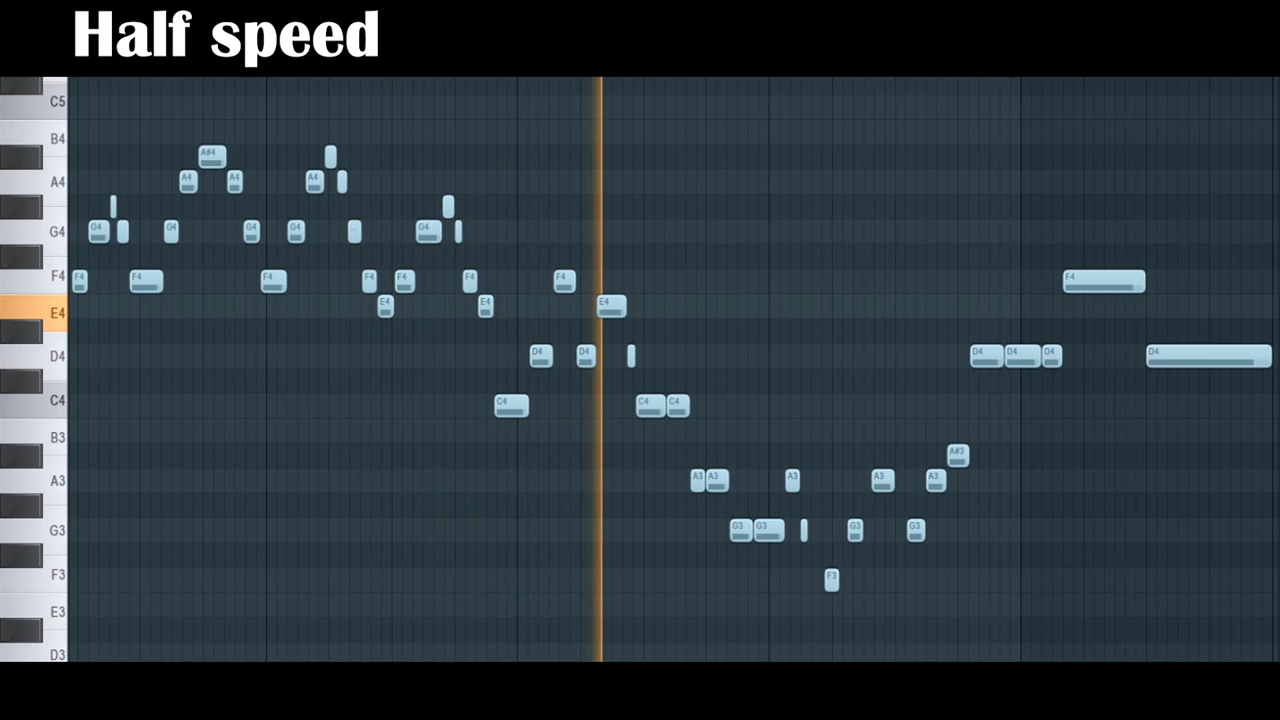 Half speed
C5
B4
A#4
A4 A4 A4 A4
G4 G4 G4 G4 G4 G4
F4 F4 F4 F4 F4 F4 F4 F4 F4
E4 E4 E4 E4
D4 D4 D4 D4 D4 D4 D4
C4 C4 C4 C4
B3
A#3
A3 A3 A3 A3 A3 A3
G3 G3 G3 G3 G3
F3 F3
E3
D3